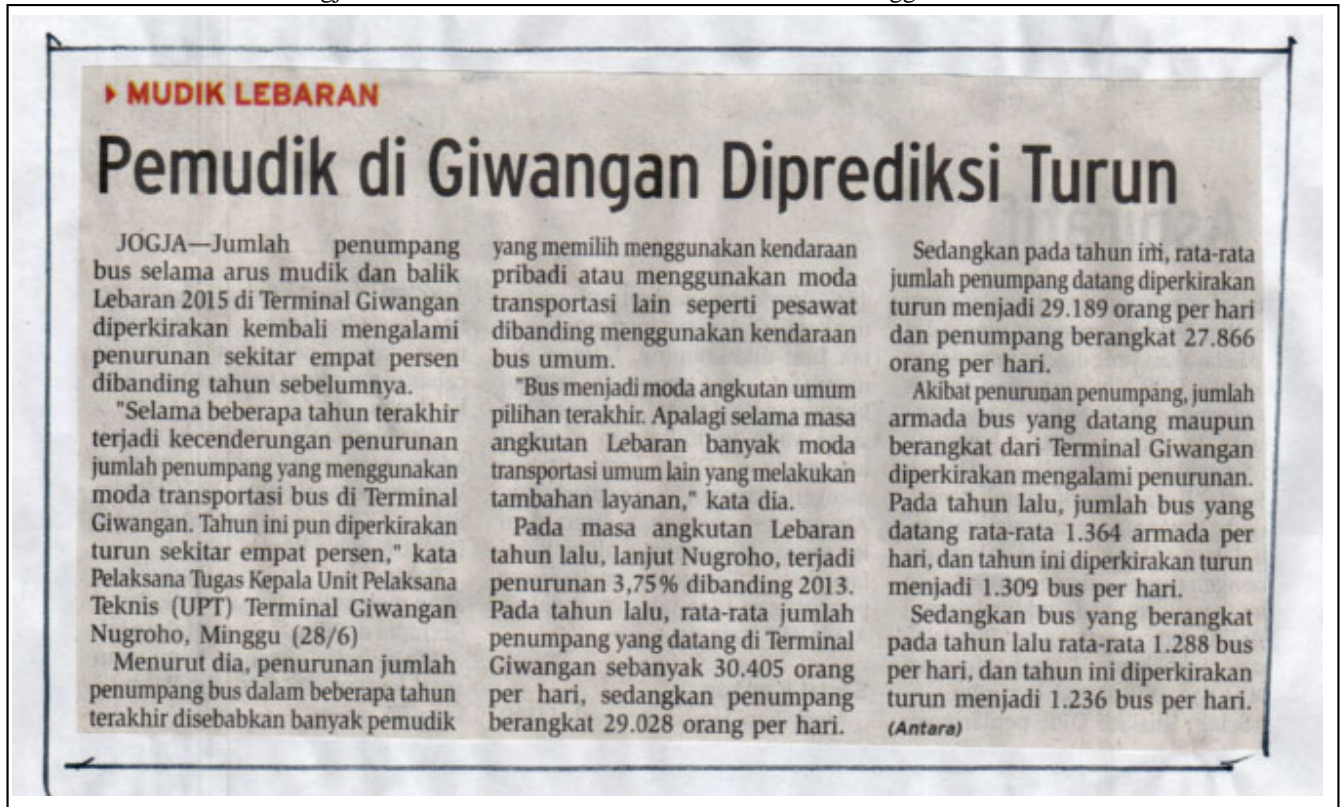 ▸ MUDIK LEBARAN
Pemudik di Giwangan Diprediksi Turun
JOGJA—Jumlah penumpang
bus selama arus mudik dan balik
Lebaran 2015 di Terminal Giwangan
diperkirakan kembali mengalami
penurunan sekitar empat persen
dibanding tahun sebelumnya.
"Selama beberapa tahun terakhir
terjadi kecenderungan penurunan
jumlah penumpang yang menggunakan
moda transportasi bus di Terminal
Giwangan. Tahun ini pun diperkirakan
turun sekitar empat persen," kata
Pelaksana Tugas Kepala Unit Pelaksana
Teknis (UPT) Terminal Giwangan
Nugroho, Minggu (28/6)
Menurut dia, penurunan jumlah
penumpang bus dalam beberapa tahun
terakhir disebabkan banyak pemudik
yang memilih menggunakan kendaraan
pribadi atau menggunakan moda
transportasi lain seperti pesawat
dibanding menggunakan kendaraan
bus umum.
"Bus menjadi moda angkutan umum
pilihan terakhir. Apalagi selama masa
angkutan Lebaran banyak moda
transportasi umum lain yang melakukan
tambahan layanan," kata dia.
Pada masa angkutan Lebaran
tahun lalu, lanjut Nugroho, terjadi
penurunan 3,75% dibanding 2013.
Pada tahun lalu, rata-rata jumlah
penumpang yang datang di Terminal
Giwangan sebanyak 30.405 orang
per hari, sedangkan penumpang
berangkat 29.028 orang per hari.
Sedangkan pada tahun ini, rata-rata
jumlah penumpang datang diperkirakan
turun menjadi 29.189 orang per hari
dan penumpang berangkat 27.866
orang per hari.
Akibat penurunan penumpang, jumlah
armada bus yang datang maupun
berangkat dari Terminal Giwangan
diperkirakan mengalami penurunan.
Pada tahun lalu, jumlah bus yang
datang rata-rata 1.364 armada per
hari, dan tahun ini diperkirakan turun
menjadi 1.309 bus per hari.
Sedangkan bus yang berangkat
pada tahun lalu rata-rata 1.288 bus
per hari, dan tahun ini diperkirakan
turun menjadi 1.236 bus per hari.
(Antara)